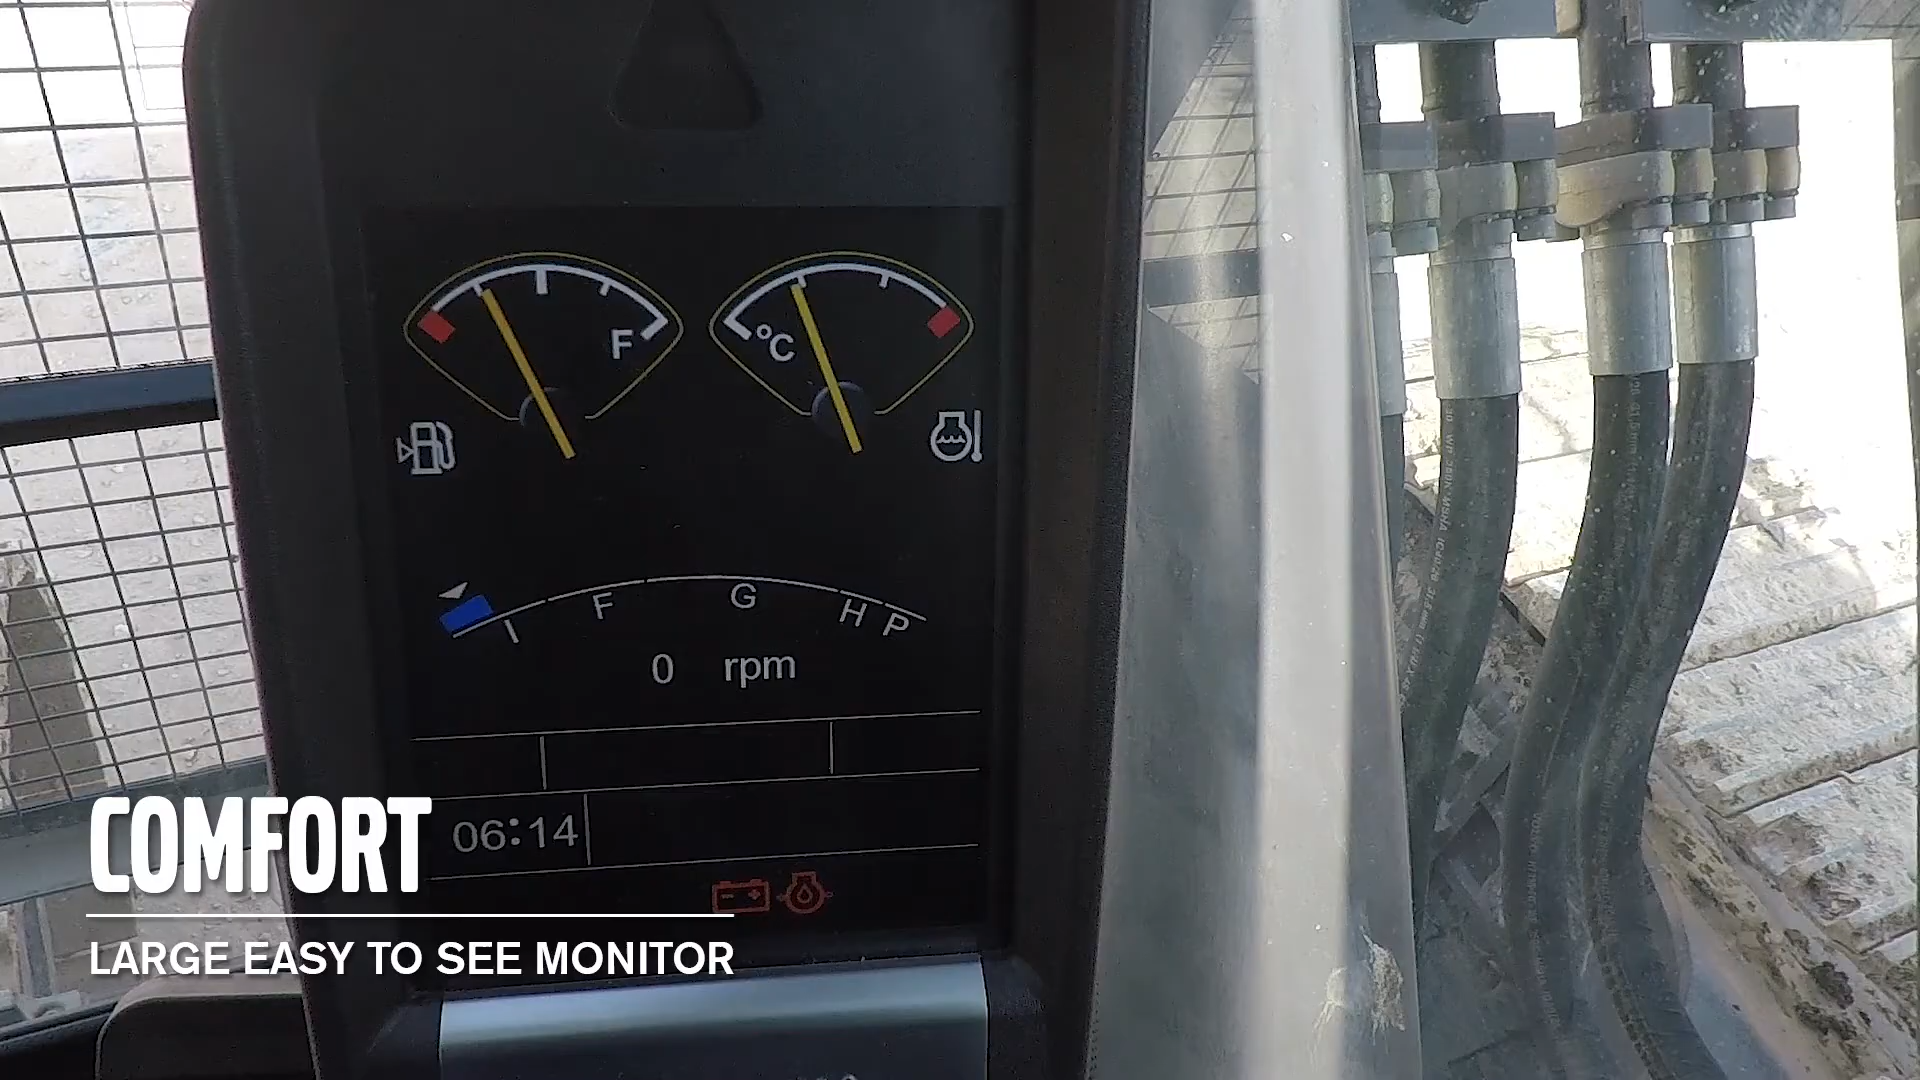 F
°C
I F G H P
0 rpm
06:14
COMFORT
LARGE EASY TO SEE MONITOR